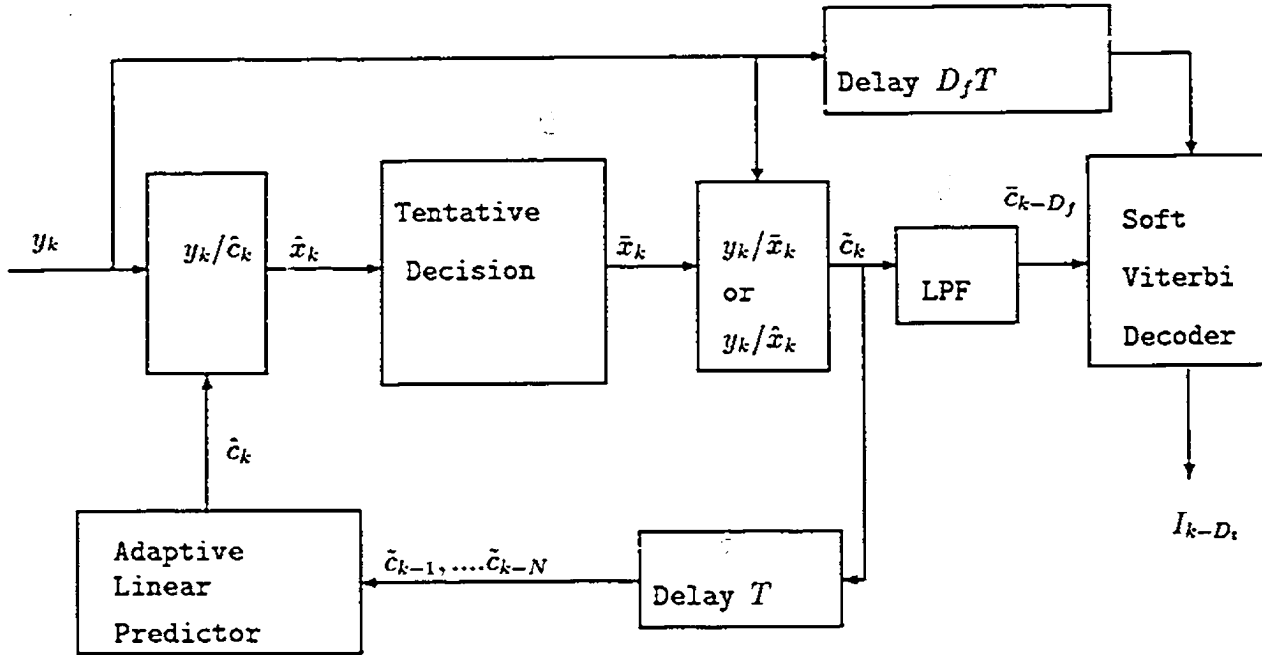 Delay $D_f T$
$y_k$
$y_k/\hat{c}_k$
$\hat{x}_k$
Tentative
Decision
$\bar{x}_k$
$y_k/\bar{x}_k$
or
$y_k/\hat{x}_k$
$\tilde{c}_k$
LPF
$\bar{c}_{k-D_f}$
Soft
Viterbi
Decoder
$\hat{c}_k$
Adaptive
Linear
Predictor
$\tilde{c}_{k-1}, ....\tilde{c}_{k-N}$
Delay $T$
$I_{k-D_t}$